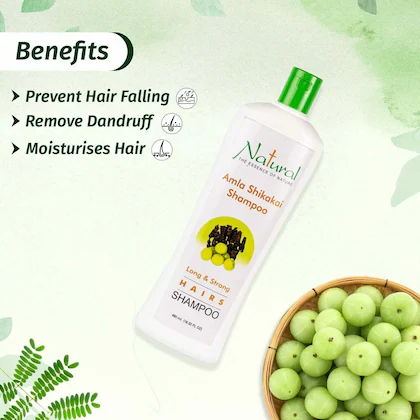 Benefits
Prevent Hair Falling
Remove Dandruff
Moisturises Hair
Natural
THE ESSENCE OF NATURE
Amla Shikakai
Shampoo
Long & Strong
HAIRS
SHAMPOO